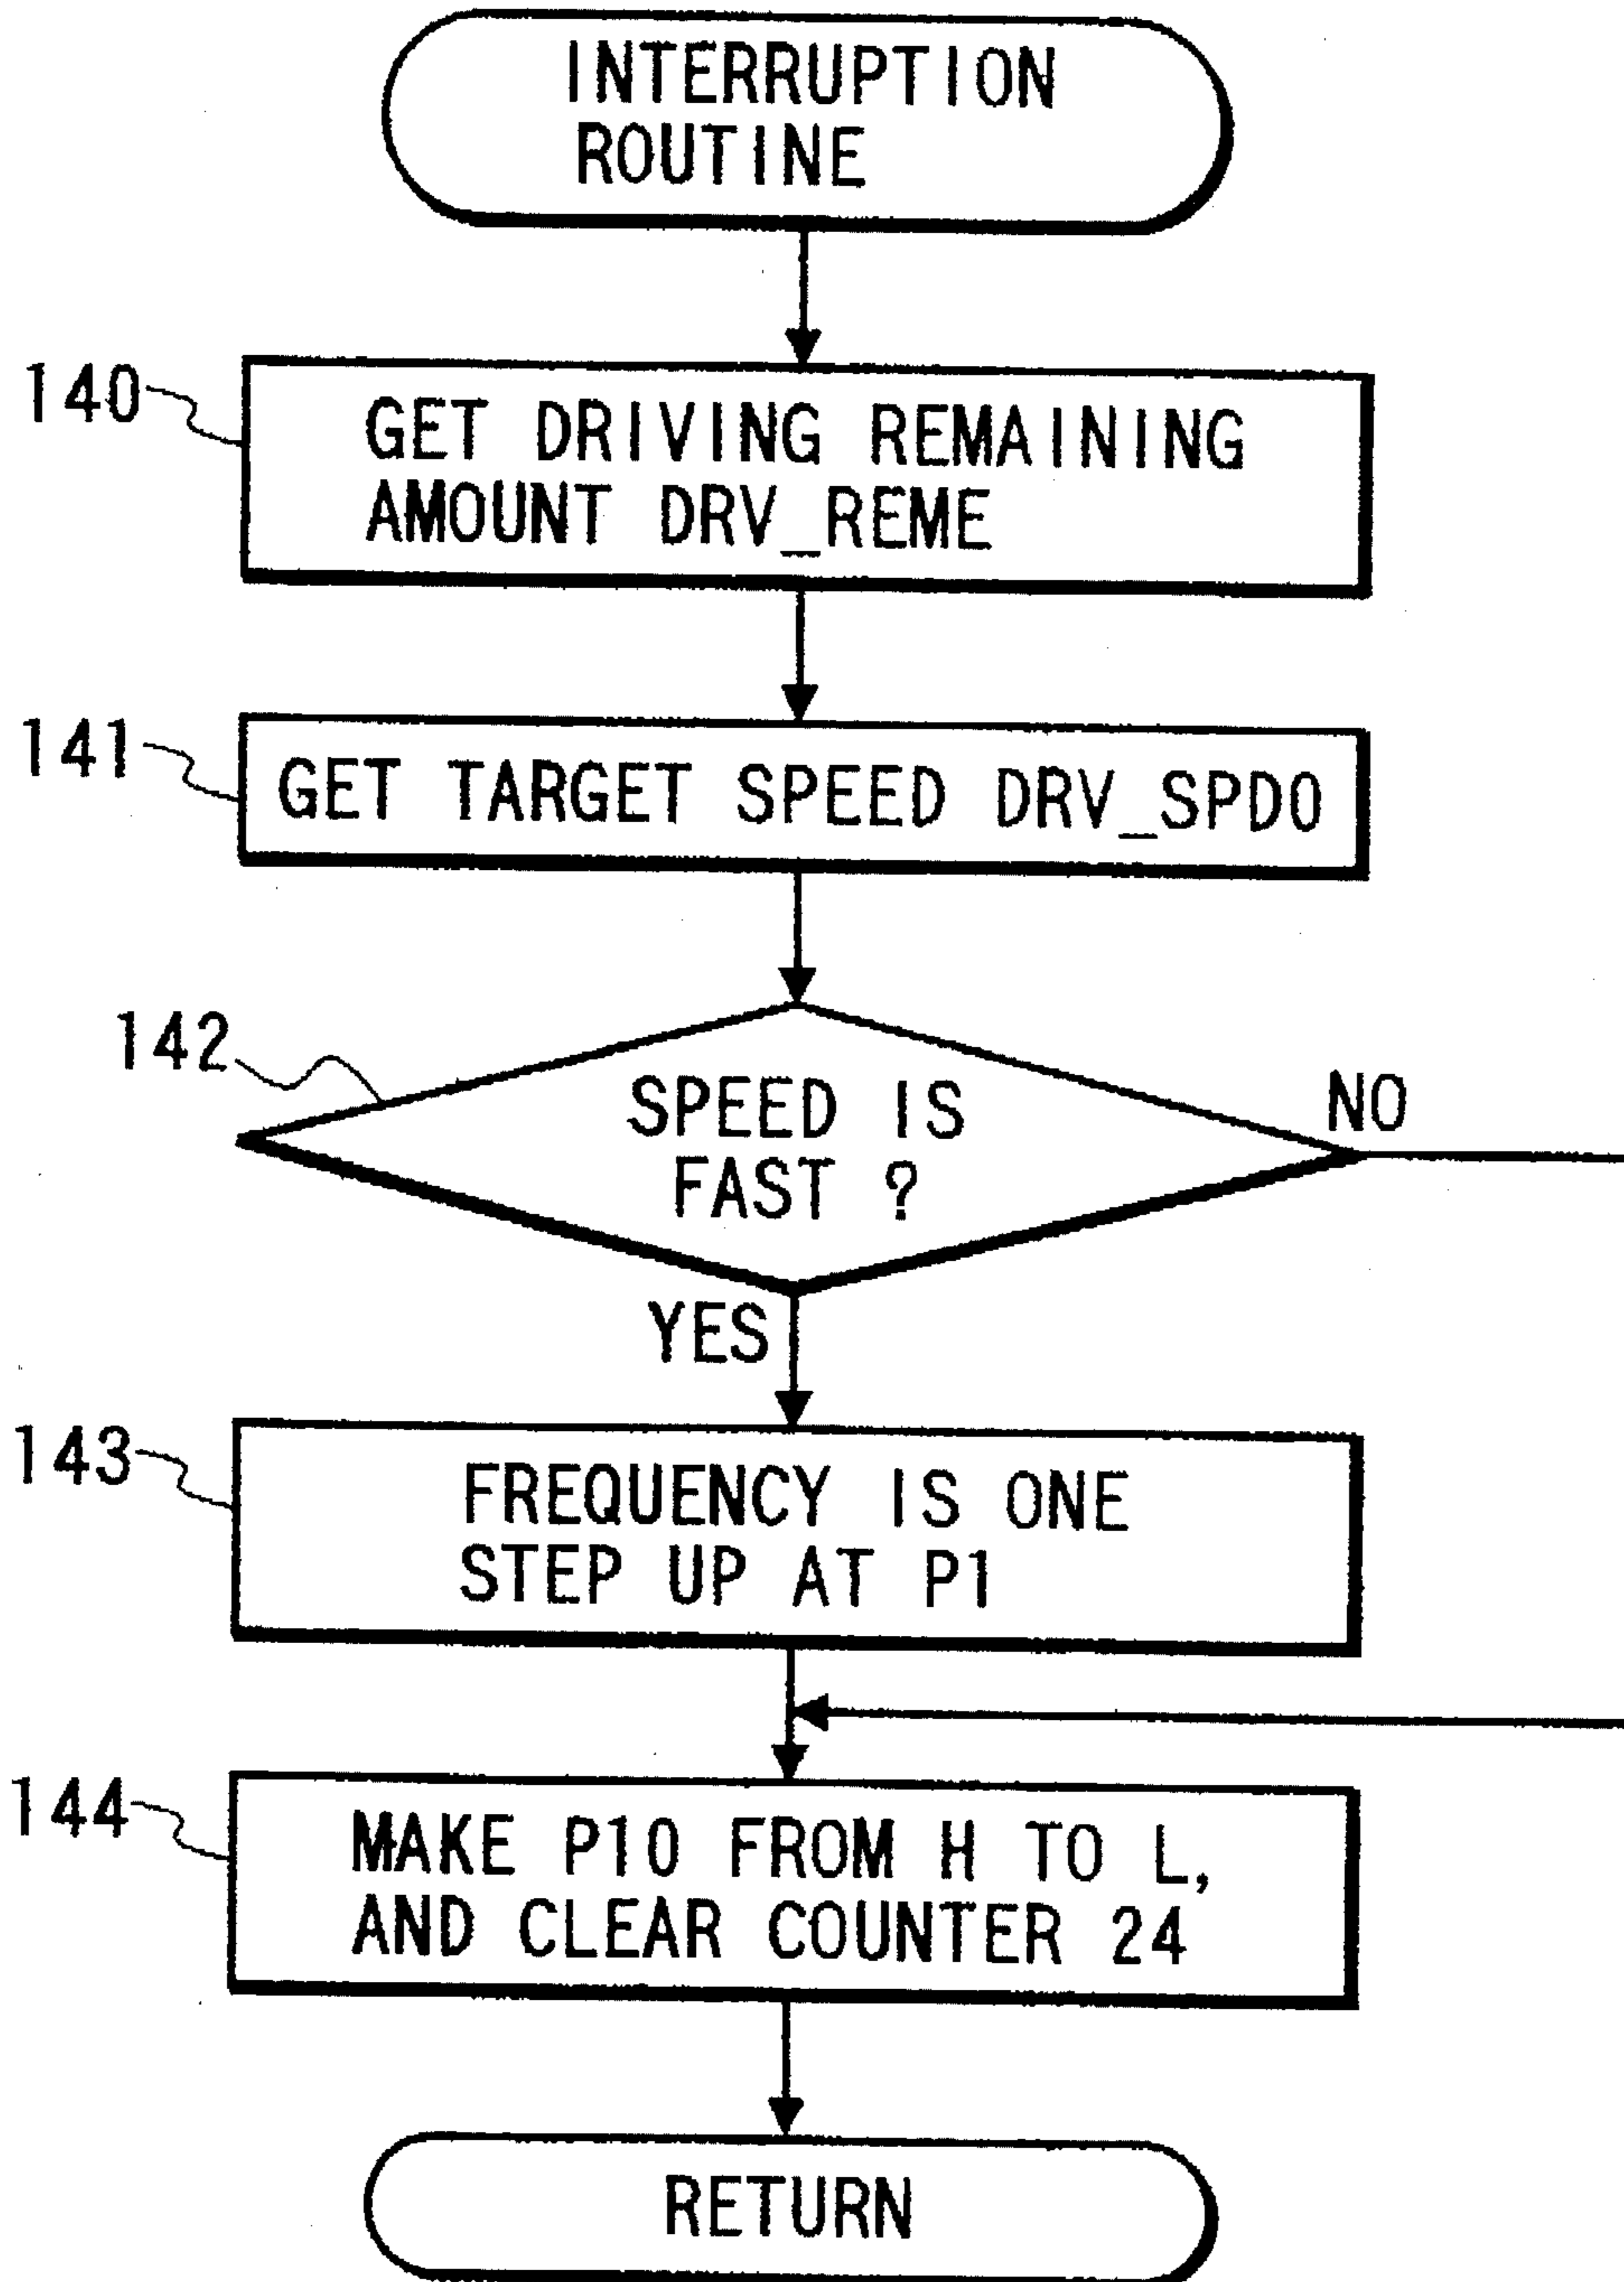 INTERRUPTION
ROUTINE
140
GET DRIVING REMAINING
AMOUNT DRV_REME
141
GET TARGET SPEED DRV_SPD0
142
SPEED IS
FAST ?
NO
YES
143
FREQUENCY IS ONE
STEP UP AT P1
144
MAKE P10 FROM H TO L,
AND CLEAR COUNTER 24
RETURN